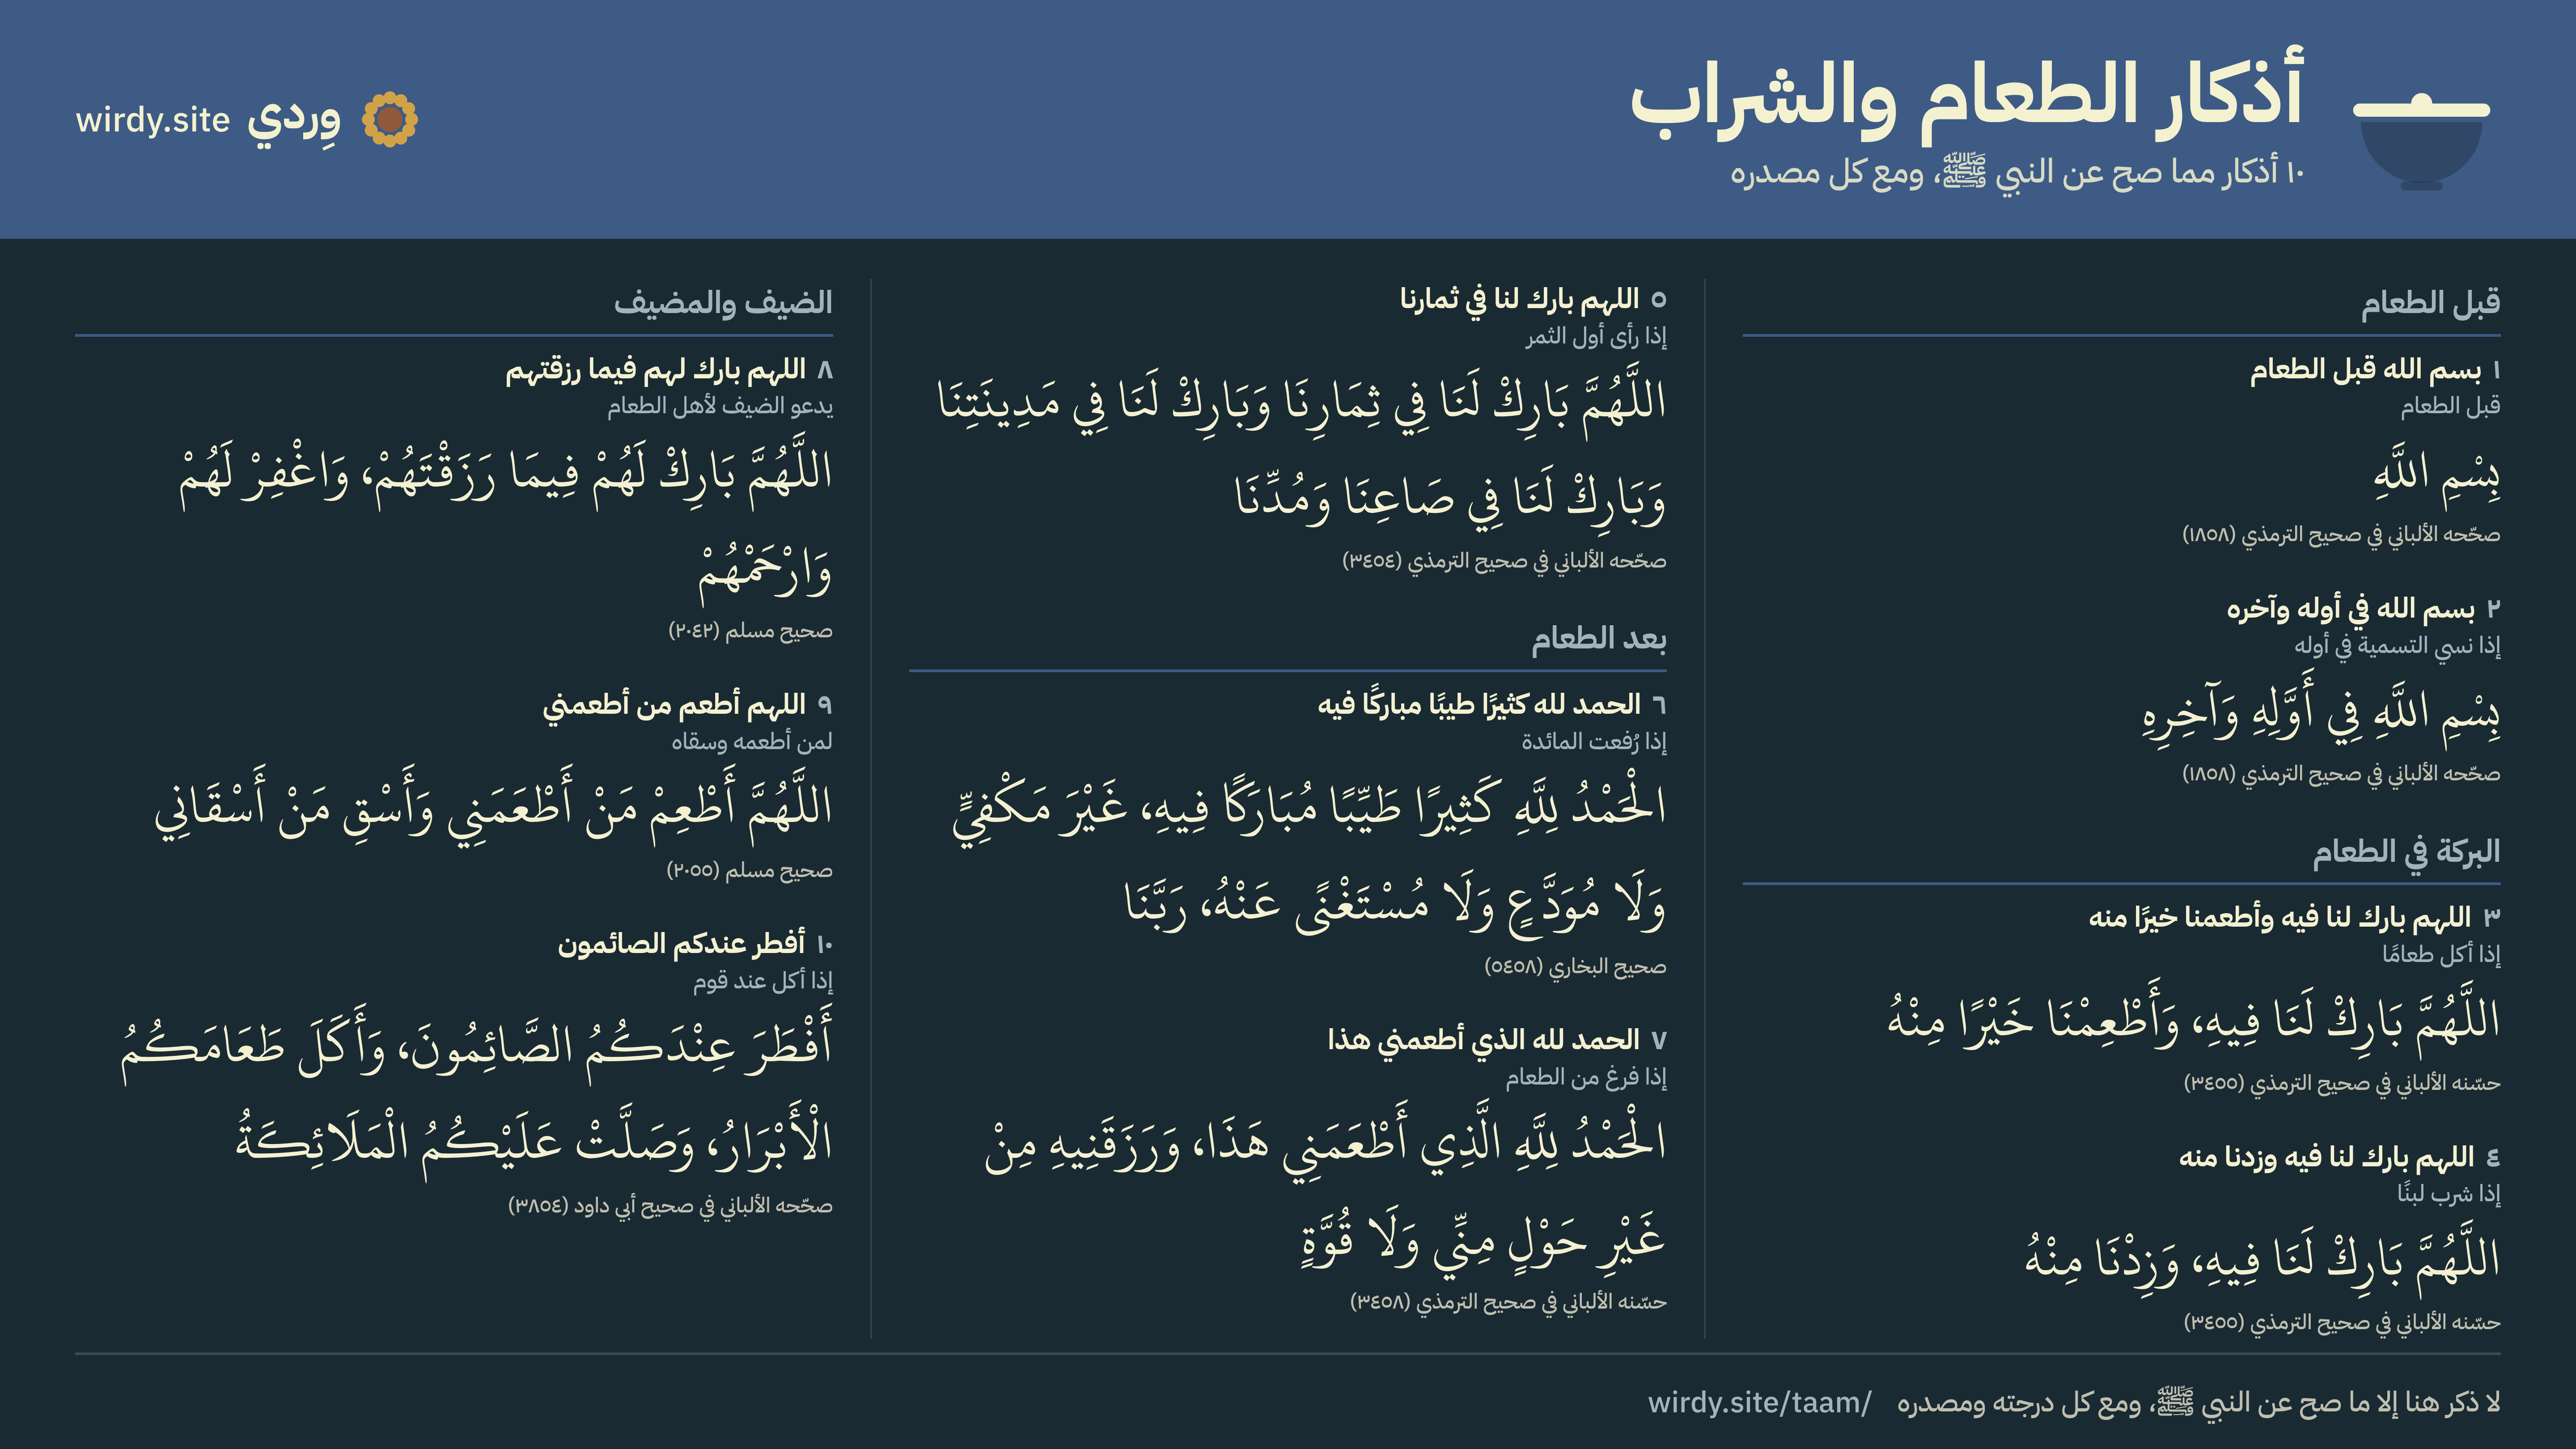 أذكار الطعام والشراب
١٠ أذكار مما صح عن النبي ﷺ، ومع كل مصدره
وِردي wirdy.site
قبل الطعام
١ بسم الله قبل الطعام
قبل الطعام
بِسْمِ اللَّهِ
صحّحه الألباني في صحيح الترمذي (١٨٥٨)
٢ بسم الله في أوله وآخره
إذا نسي التسمية في أوله
بِسْمِ اللَّهِ فِي أَوَّلِهِ وَآخِرِهِ
صحّحه الألباني في صحيح الترمذي (١٨٥٨)
البركة في الطعام
٣ اللهم بارك لنا فيه وأطعمنا خيرًا منه
إذا أكل طعامًا
اللَّهُمَّ بَارِكْ لَنَا فِيهِ، وَأَطْعِمْنَا خَيْرًا مِنْهُ
حسّنه الألباني في صحيح الترمذي (٣٤٥٥)
٤ اللهم بارك لنا فيه وزدنا منه
إذا شرب لبنًا
اللَّهُمَّ بَارِكْ لَنَا فِيهِ، وَزِدْنَا مِنْهُ
حسّنه الألباني في صحيح الترمذي (٣٤٥٥)
٥ اللهم بارك لنا في ثمارنا
إذا رأى أول الثمر
اللَّهُمَّ بَارِكْ لَنَا فِي ثِمَارِنَا وَبَارِكْ لَنَا فِي مَدِينَتِنَا
وَبَارِكْ لَنَا فِي صَاعِنَا وَمُدِّنَا
صحّحه الألباني في صحيح الترمذي (٣٤٥٤)
بعد الطعام
٦ الحمد لله كثيرًا طيبًا مباركًا فيه
إذا رُفعت المائدة
الْحَمْدُ لِلَّهِ كَثِيرًا طَيِّبًا مُبَارَكًا فِيهِ، غَيْرَ مَكْفِيٍّ
وَلَا مُوَدَّعٍ وَلَا مُسْتَغْنًى عَنْهُ، رَبَّنَا
صحيح البخاري (٥٤٥٨)
٧ الحمد لله الذي أطعمني هذا
إذا فرغ من الطعام
الْحَمْدُ لِلَّهِ الَّذِي أَطْعَمَنِي هَذَا، وَرَزَقَنِيهِ مِنْ
غَيْرِ حَوْلٍ مِنِّي وَلَا قُوَّةٍ
حسّنه الألباني في صحيح الترمذي (٣٤٥٨)
الضيف والمضيف
٨ اللهم بارك لهم فيما رزقتهم
يدعو الضيف لأهل الطعام
اللَّهُمَّ بَارِكْ لَهُمْ فِيمَا رَزَقْتَهُمْ، وَاغْفِرْ لَهُمْ
وَارْحَمْهُمْ
صحيح مسلم (٢٠٤٢)
٩ اللهم أطعم من أطعمني
لمن أطعمه وسقاه
اللَّهُمَّ أَطْعِمْ مَنْ أَطْعَمَنِي وَأَسْقِ مَنْ أَسْقَانِي
صحيح مسلم (٢٠٥٥)
١٠ أفطر عندكم الصائمون
إذا أكل عند قوم
أَفْطَرَ عِنْدَكُمُ الصَّائِمُونَ، وَأَكَلَ طَعَامَكُمُ
الْأَبْرَارُ، وَصَلَّتْ عَلَيْكُمُ الْمَلَائِكَةُ
صحّحه الألباني في صحيح أبي داود (٣٨٥٤)
لا ذكر هنا إلا ما صح عن النبي ﷺ، ومع كل درجته ومصدره wirdy.site/taam/